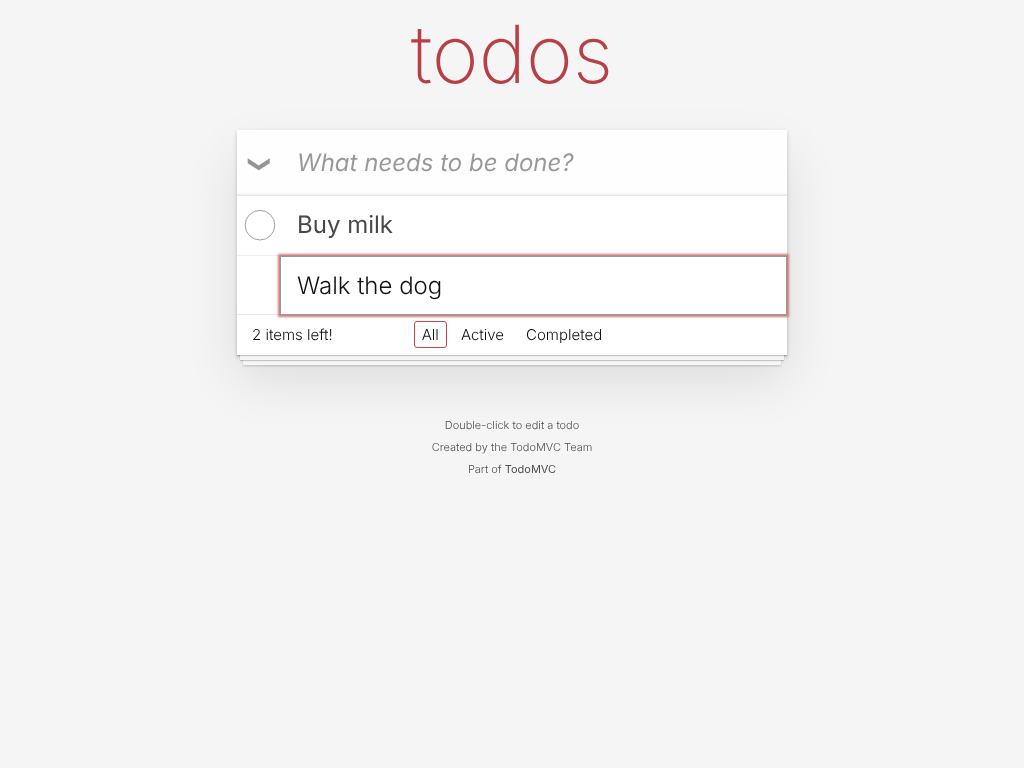 todos
What needs to be done?
Buy milk
Walk the dog
2 items left! All Active Completed
Double-click to edit a todo
Created by the TodoMVC Team
Part of TodoMVC